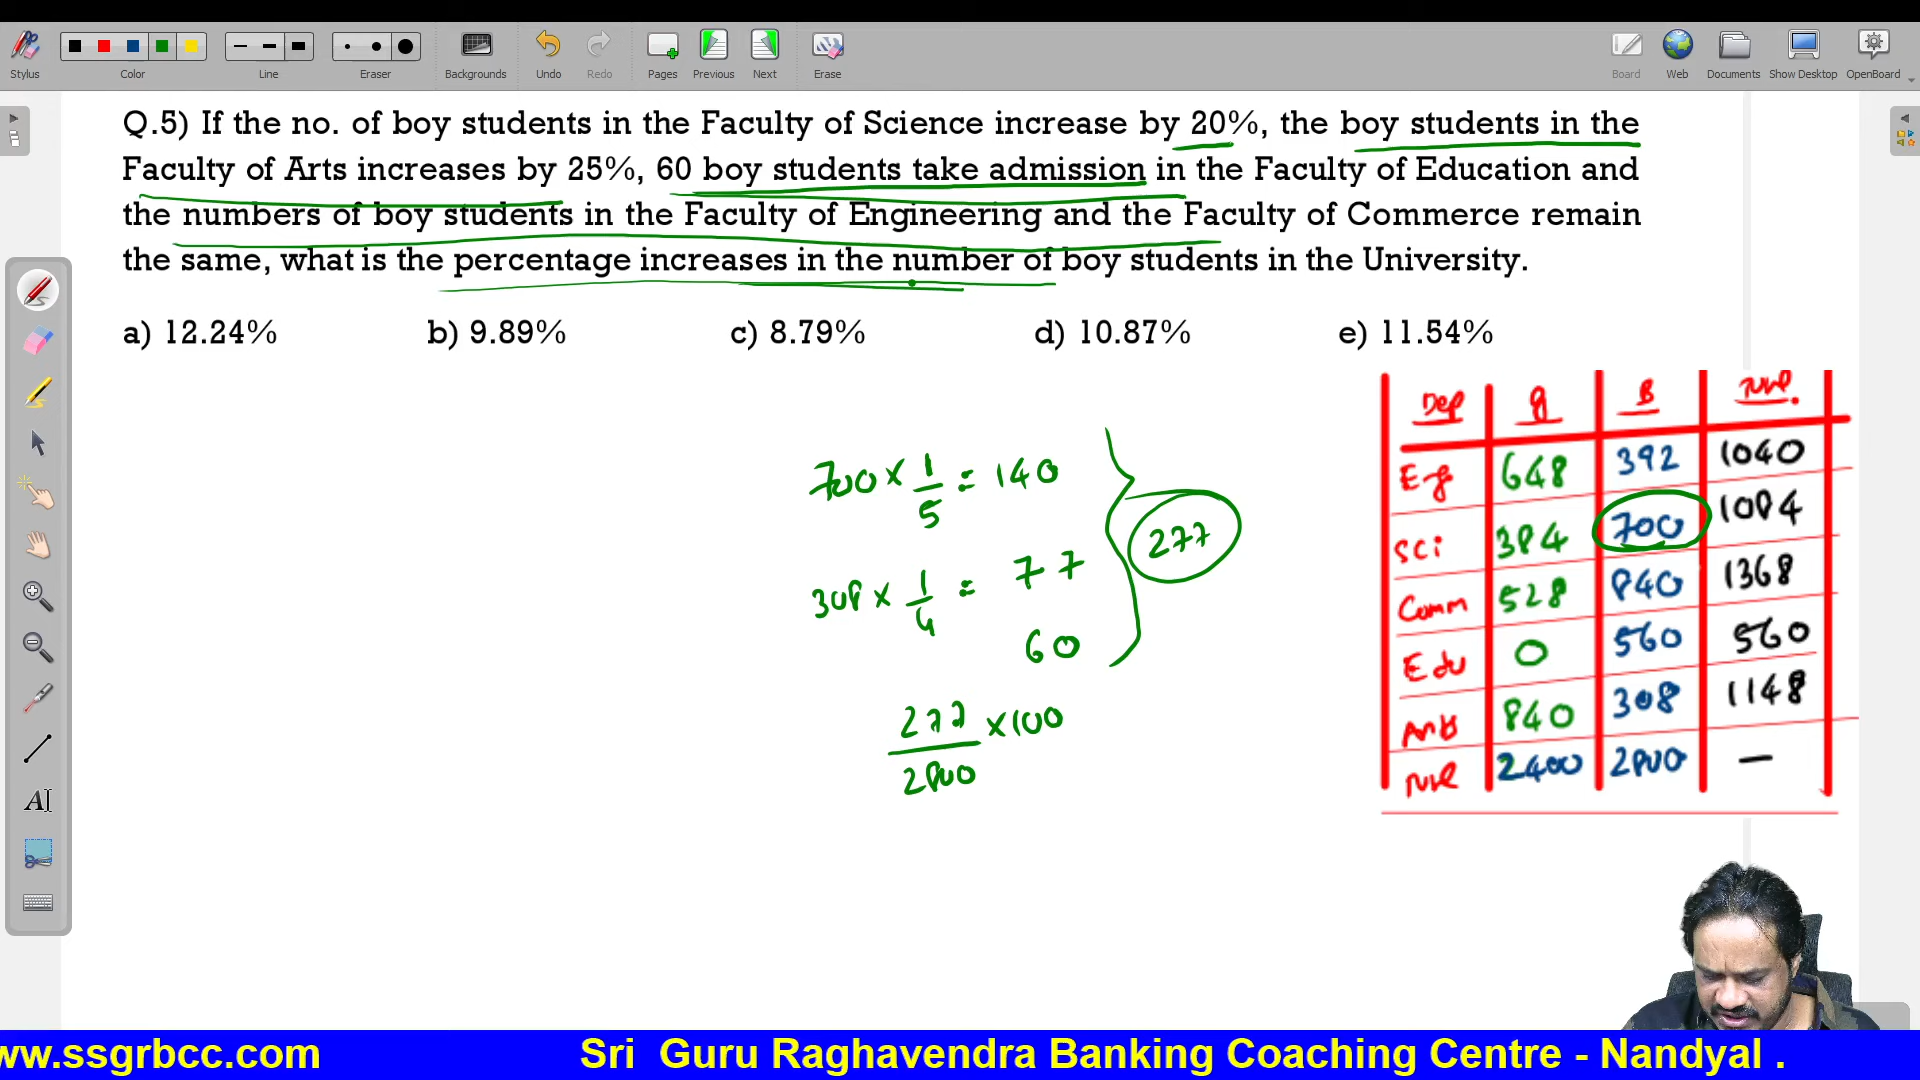 Stylus Color Line Eraser Backgrounds Undo Redo Pages Previous Next Erase Board Web Documents Show Desktop OpenBoard
Q.5) If the no. of boy students in the Faculty of Science increase by 20%, the boy students in the
Faculty of Arts increases by 25%, 60 boy students take admission in the Faculty of Education and
the numbers of boy students in the Faculty of Engineering and the Faculty of Commerce remain
the same, what is the percentage increases in the number of boy students in the University.
a) 12.24% b) 9.89% c) 8.79% d) 10.87% e) 11.54%
700 × 1/5 = 140
308 × 1/4 = 77
60
277
277/2800 × 100
Dep g B
Eg 648 392 1040
Sci 384 700 1084
Comm 528 840 1368
Edu 0 560 560
Arts 840 308 1148
2400 2800 —
ww.ssgrbcc.com Sri Guru Raghavendra Banking Coaching Centre - Nandyal .